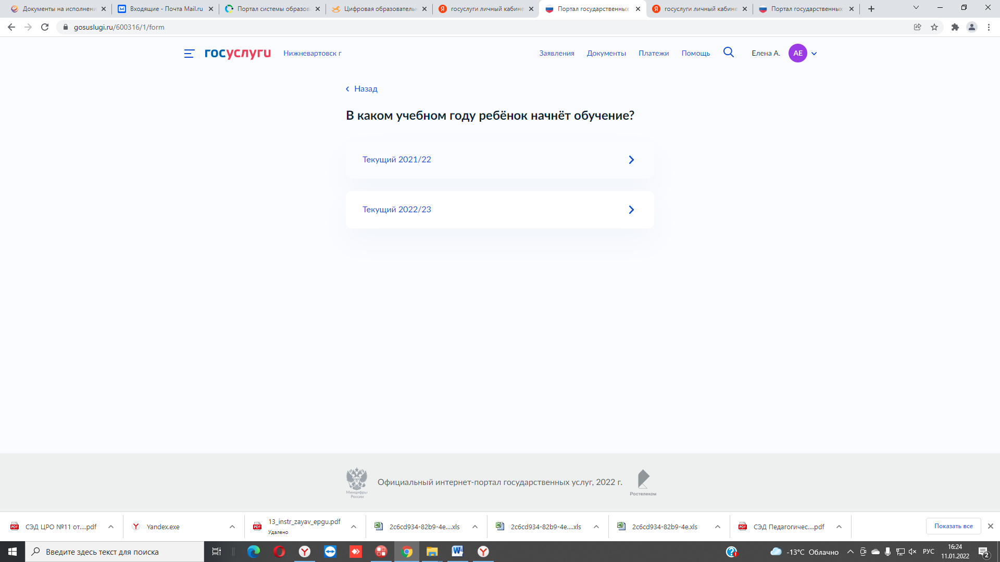 Документы на исполнени
Входящие - Почта Mail.ru
Портал системы образов
Цифровая образовательн
госуслуги личный кабине
Портал государственных
госуслуги личный кабине
Портал государственных
gosuslugi.ru/600316/1/form
госуслуги
Нижневартовск г
Заявления
Документы
Платежи
Помощь
Елена А.
АЕ
Назад
В каком учебном году ребёнок начнёт обучение?
Текущий 2021/22
Текущий 2022/23
Минцифры
России
Официальный интернет-портал государственных услуг, 2022 г.
Ростелеком
СЭД ЦРО №11 от....pdf
Yandex.exe
13_instr_zayav_epgu.pdf
Удалено
2c6cd934-82b9-4e....xls
2c6cd934-82b9-4e....xls
2c6cd934-82b9-4e.xls
СЭД Педагогичес....pdf
Показать все
Введите здесь текст для поиска
-13°C Облачно
РУС
16:24
11.01.2022
2